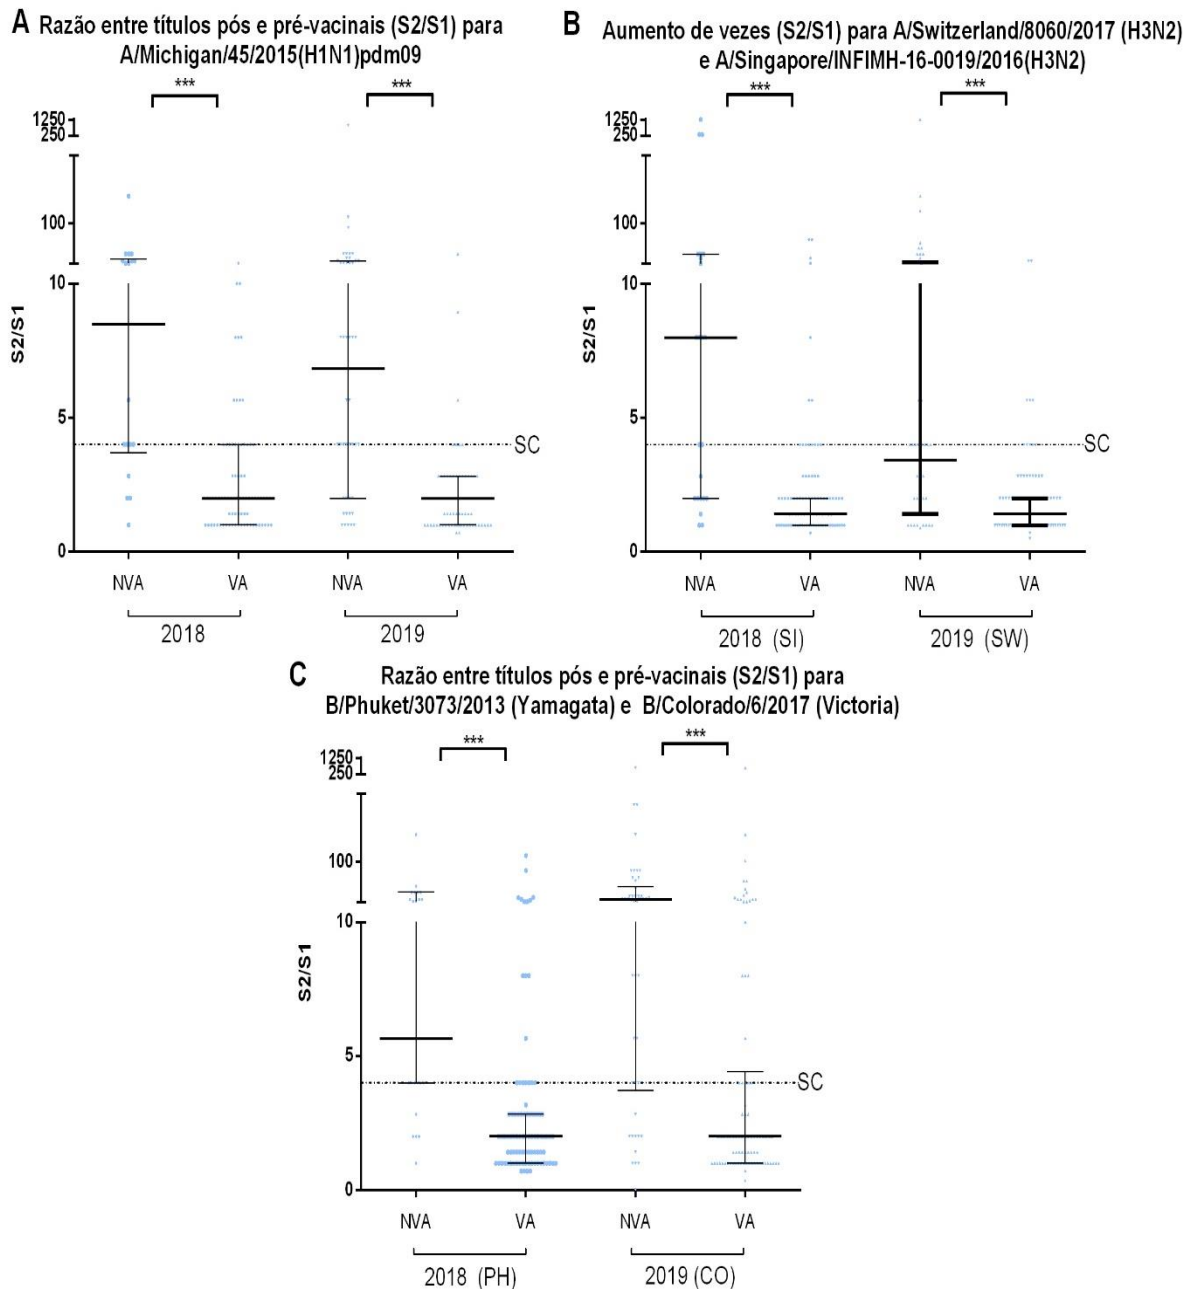 A Razão entre títulos pós e pré-vacinais (S2/S1) para
A/Michigan/45/2015(H1N1)pdm09
***
***
1250
250
100
10
5
0
S2/S1
SC
NVA
VA
NVA
VA
2018
2019
B Aumento de vezes (S2/S1) para A/Switzerland/8060/2017 (H3N2)
e A/Singapore/INFIMH-16-0019/2016(H3N2)
***
***
1250
250
100
10
5
0
S2/S1
SC
NVA
VA
NVA
VA
2018 (SI)
2019 (SW)
C Razão entre títulos pós e pré-vacinais (S2/S1) para
B/Phuket/3073/2013 (Yamagata) e B/Colorado/6/2017 (Victoria)
***
***
1250
250
100
10
5
0
S2/S1
SC
NVA
VA
NVA
VA
2018 (PH)
2019 (CO)